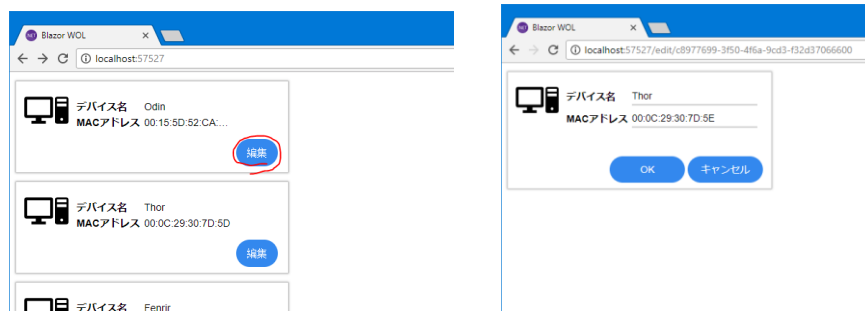 Blazor WOL
localhost:57527
デバイス名 Odin
MACアドレス 00:15:5D:52:CA:...
編集
デバイス名 Thor
MACアドレス 00:0C:29:30:7D:5D
編集
デバイス名 Fenrir
Blazor WOL
localhost:57527/edit/c8977699-3f50-4f6a-9cd3-f32d37066600
デバイス名 Thor
MACアドレス 00:0C:29:30:7D:5E
OK キャンセル